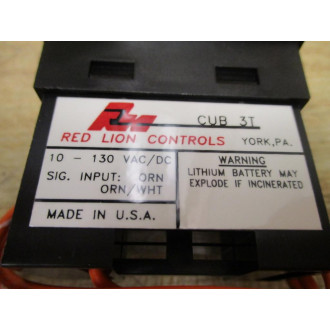 CUB 3T
RED LION CONTROLS YORK, PA.
10 - 130 VAC/DC
SIG. INPUT: ORN
ORN/WHT
WARNING
LITHIUM BATTERY MAY
EXPLODE IF INCINERATED
MADE IN U.S.A.